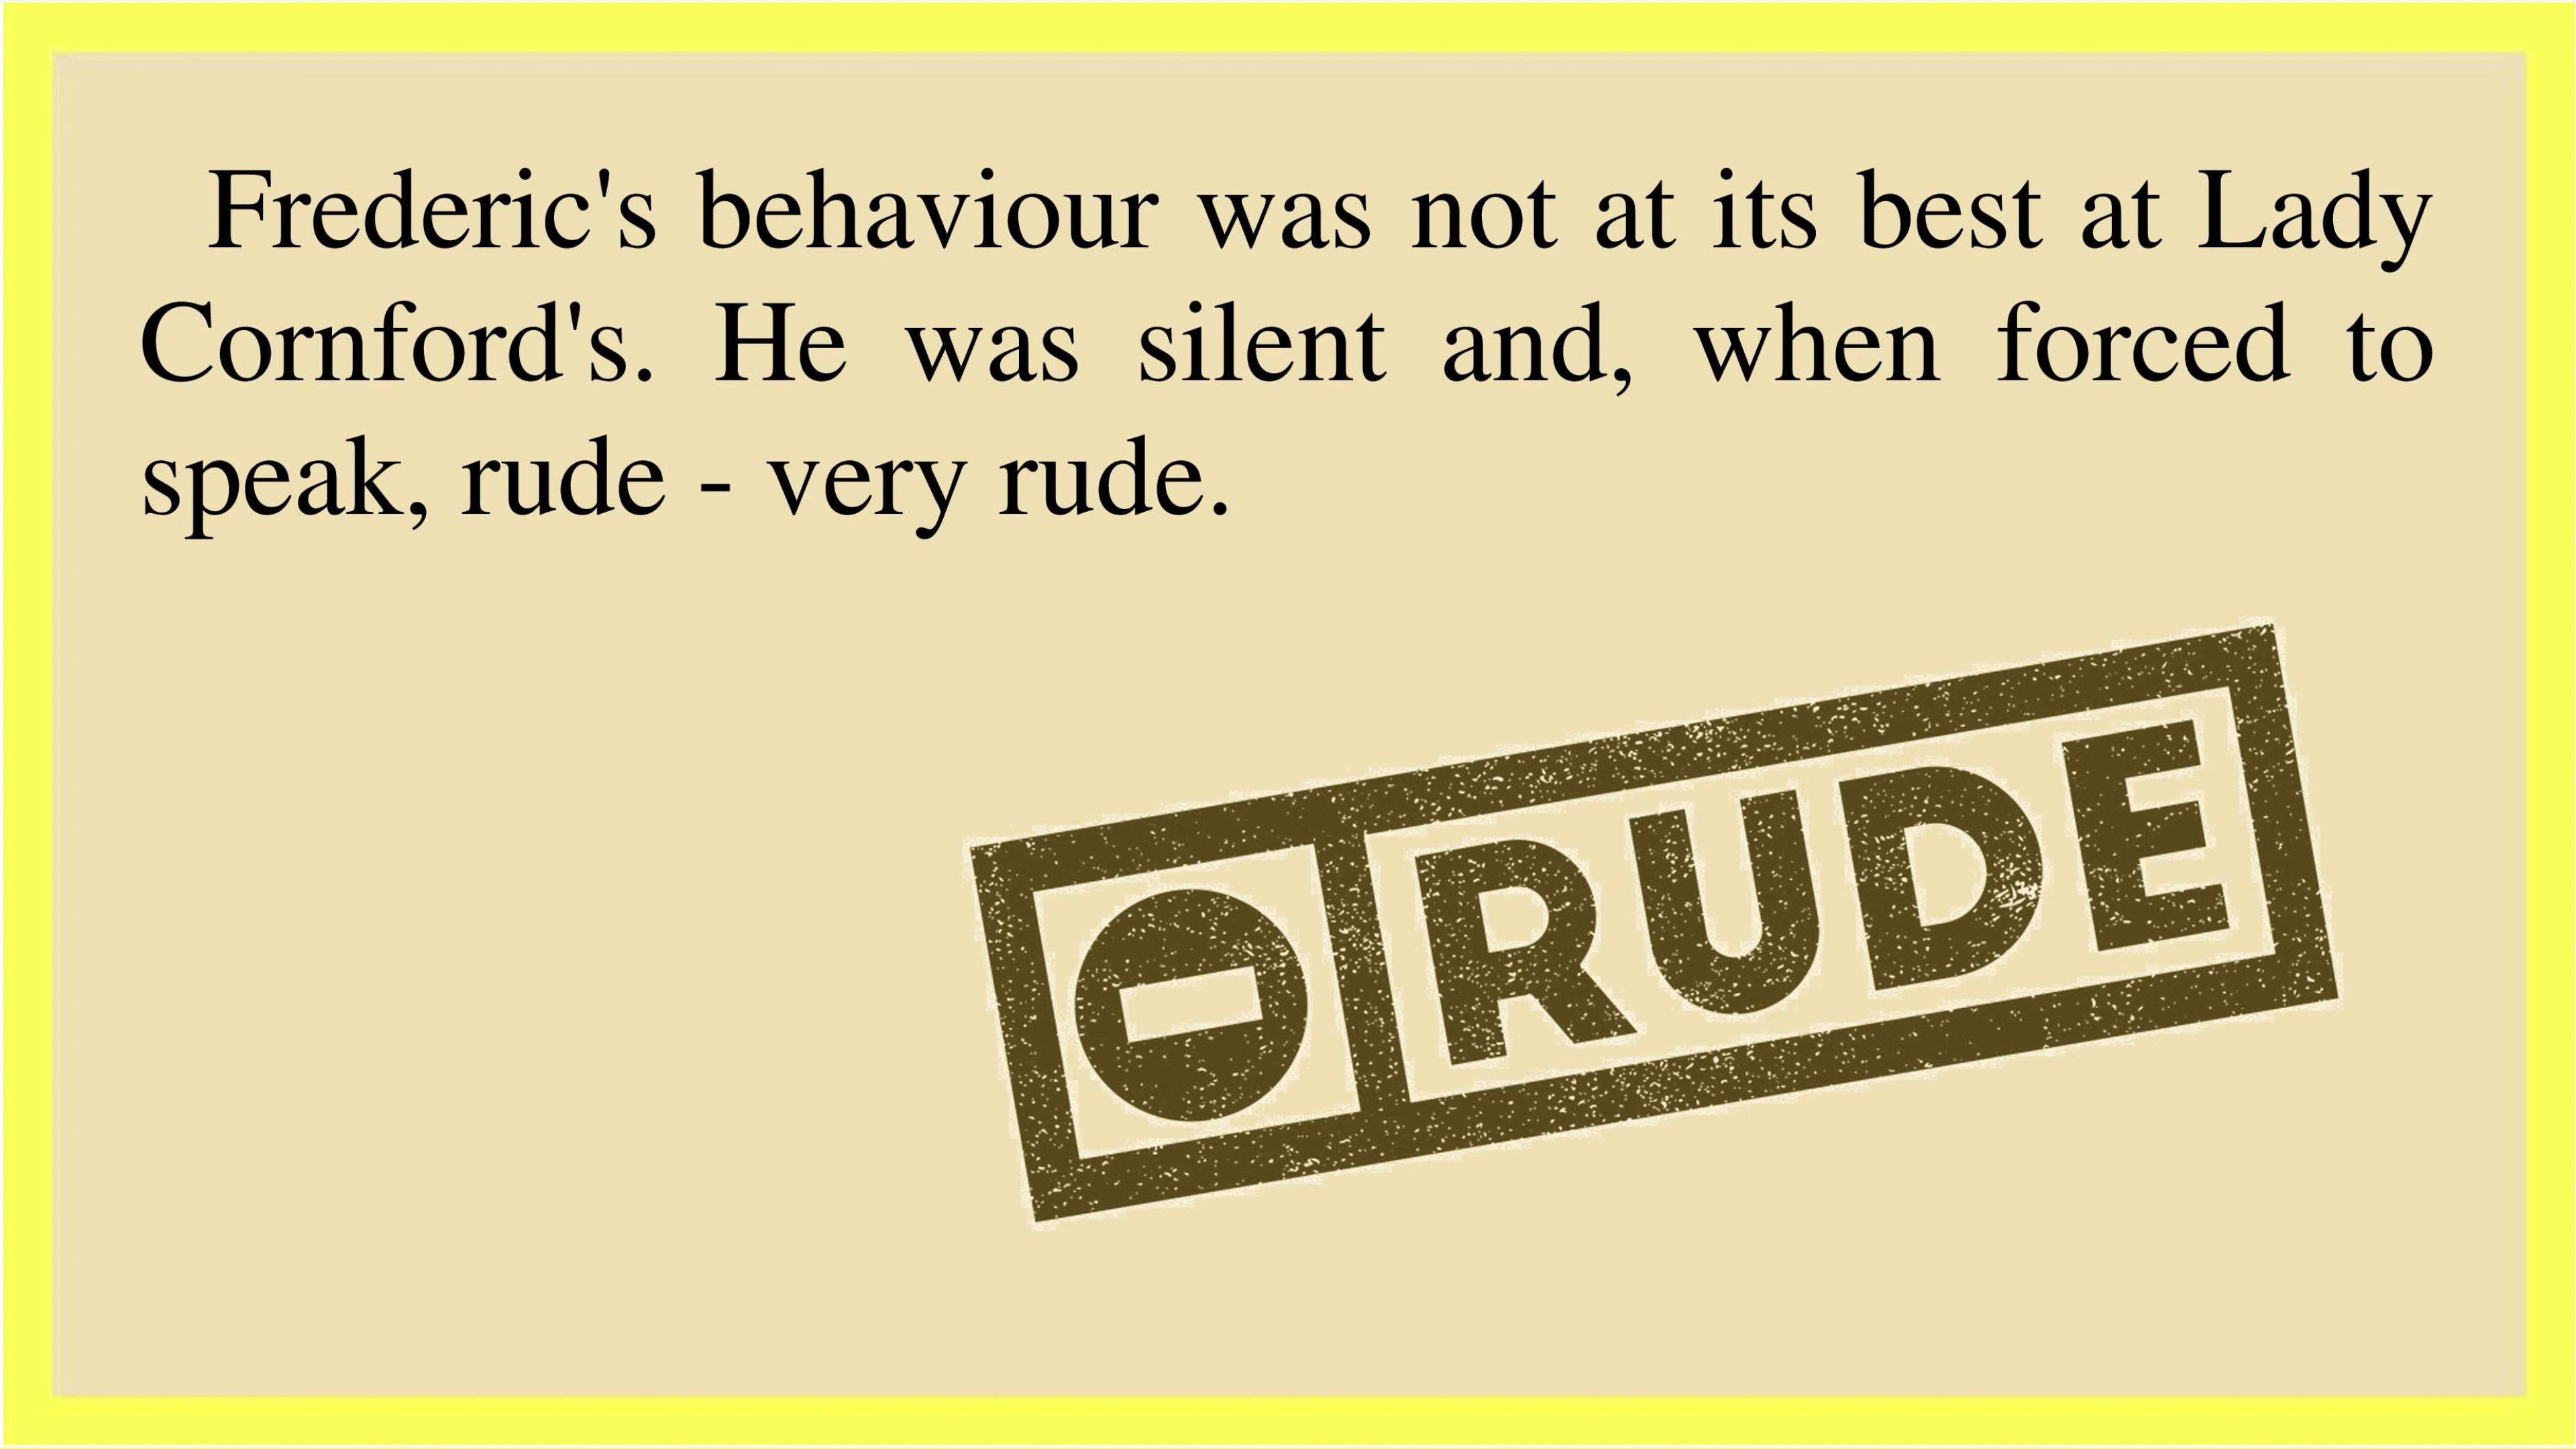 Frederic's behaviour was not at its best at Lady
Cornford's. He was silent and, when forced to
speak, rude - very rude.
RUDE